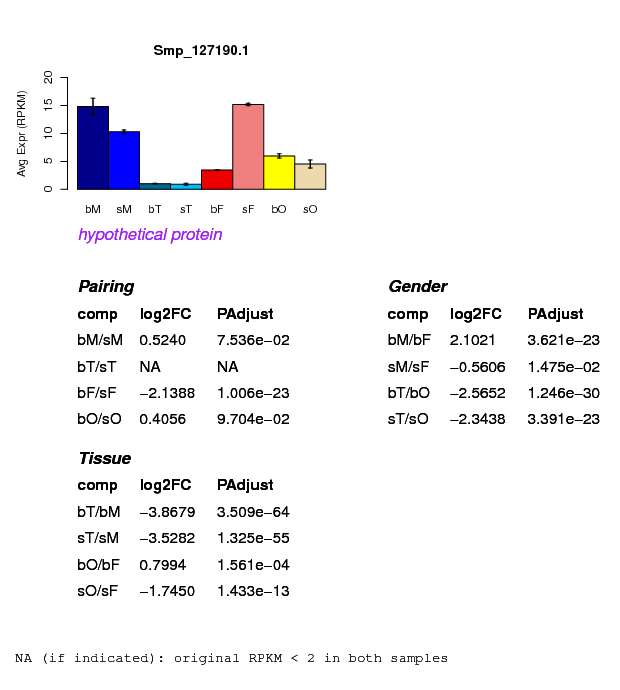 Smp_127190.1
Avg Expr (RPKM)
20
15
10
5
0
bM sM bT sT bF sF bO sO
hypothetical protein
Pairing
comp log2FC PAdjust
bM/sM 0.5240 7.536e−02
bT/sT NA NA
bF/sF −2.1388 1.006e−23
bO/sO 0.4056 9.704e−02
Gender
comp log2FC PAdjust
bM/bF 2.1021 3.621e−23
sM/sF −0.5606 1.475e−02
bT/bO −2.5652 1.246e−30
sT/sO −2.3438 3.391e−23
Tissue
comp log2FC PAdjust
bT/bM −3.8679 3.509e−64
sT/sM −3.5282 1.325e−55
bO/bF 0.7994 1.561e−04
sO/sF −1.7450 1.433e−13
NA (if indicated): original RPKM < 2 in both samples